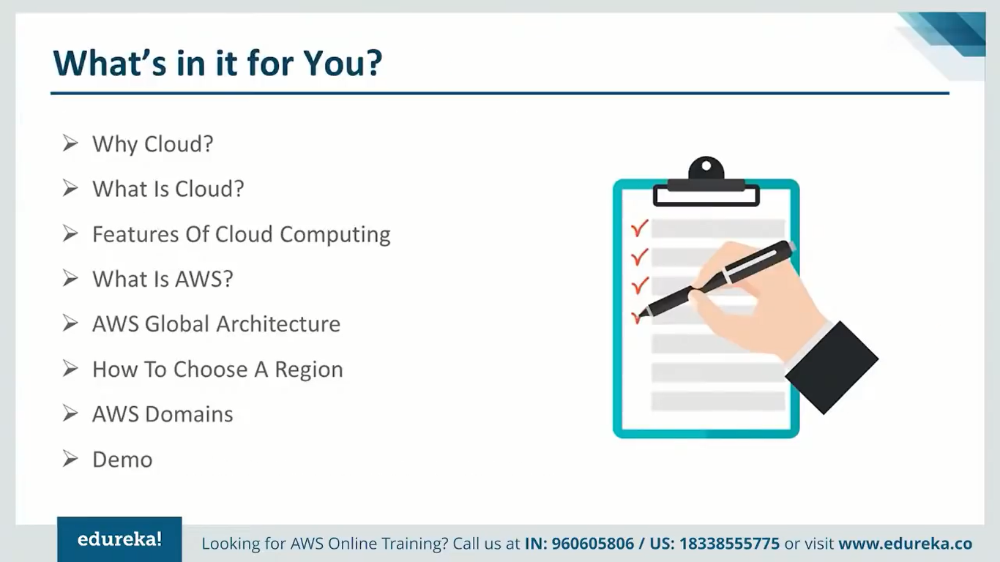 What's in it for You?
Why Cloud?
What Is Cloud?
Features Of Cloud Computing
What Is AWS?
AWS Global Architecture
How To Choose A Region
AWS Domains
Demo
edureka!
Looking for AWS Online Training? Call us at IN: 960605806 / US: 18338555775 or visit www.edureka.co